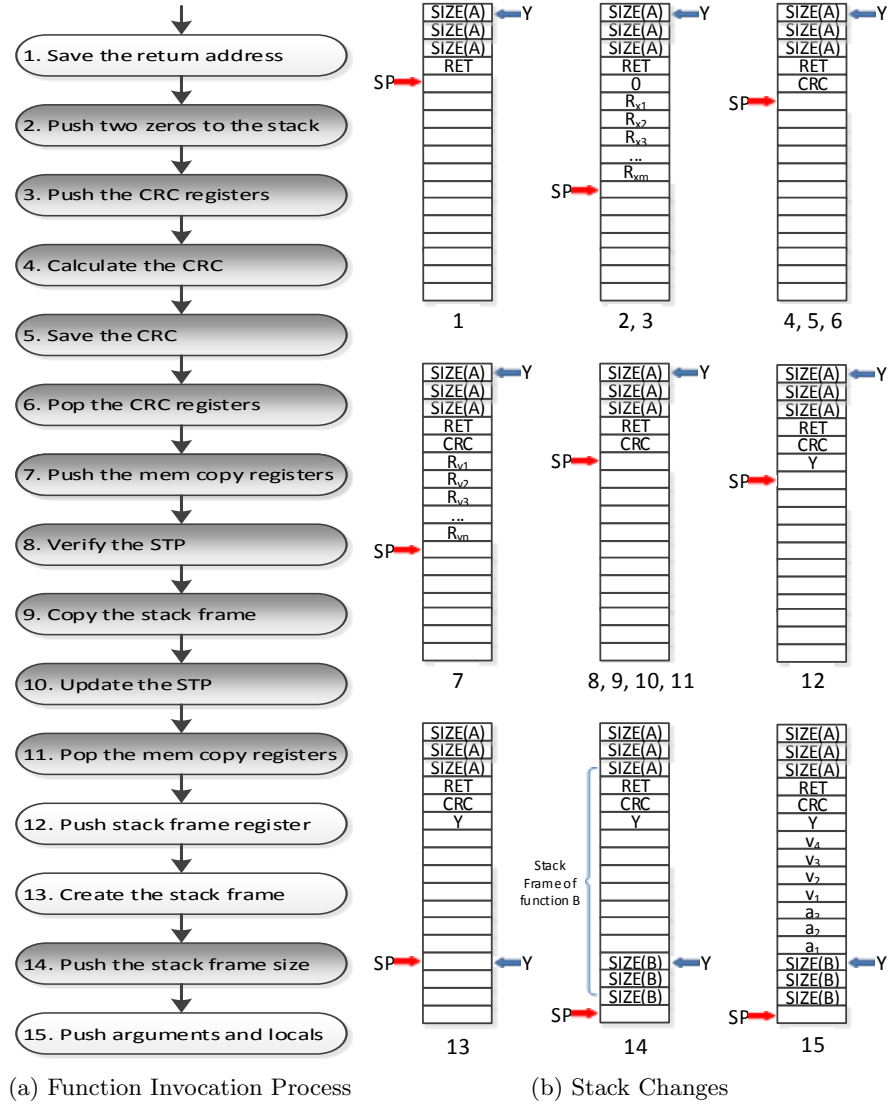 1. Save the return address
2. Push two zeros to the stack
3. Push the CRC registers
4. Calculate the CRC
5. Save the CRC
6. Pop the CRC registers
7. Push the mem copy registers
8. Verify the STP
9. Copy the stack frame
10. Update the STP
11. Pop the mem copy registers
12. Push stack frame register
13. Create the stack frame
14. Push the stack frame size
15. Push arguments and locals
(a) Function Invocation Process
SIZE(A)
Y
SIZE(A)
SIZE(A)
RET
SP
1
SIZE(A)
Y
SIZE(A)
SIZE(A)
RET
0
Rx1
Rx2
Rx3
...
Rxm
SP
2, 3
SIZE(A)
Y
SIZE(A)
SIZE(A)
RET
CRC
SP
4, 5, 6
SIZE(A)
Y
SIZE(A)
SIZE(A)
RET
CRC
Ry1
Ry2
Ry3
...
Ryn
SP
7
SIZE(A)
Y
SIZE(A)
SIZE(A)
RET
CRC
SP
8, 9, 10, 11
SIZE(A)
Y
SIZE(A)
SIZE(A)
RET
CRC
Y
SP
12
SIZE(A)
SIZE(A)
SIZE(A)
RET
CRC
Y
SP
Y
13
SIZE(A)
SIZE(A)
SIZE(A)
RET
CRC
Y
Stack
Frame of
function B
SIZE(B)
Y
SIZE(B)
SIZE(B)
SP
14
SIZE(A)
SIZE(A)
SIZE(A)
RET
CRC
Y
v4
v3
v2
v1
a3
a2
a1
SIZE(B)
Y
SIZE(B)
SIZE(B)
SP
15
(b) Stack Changes